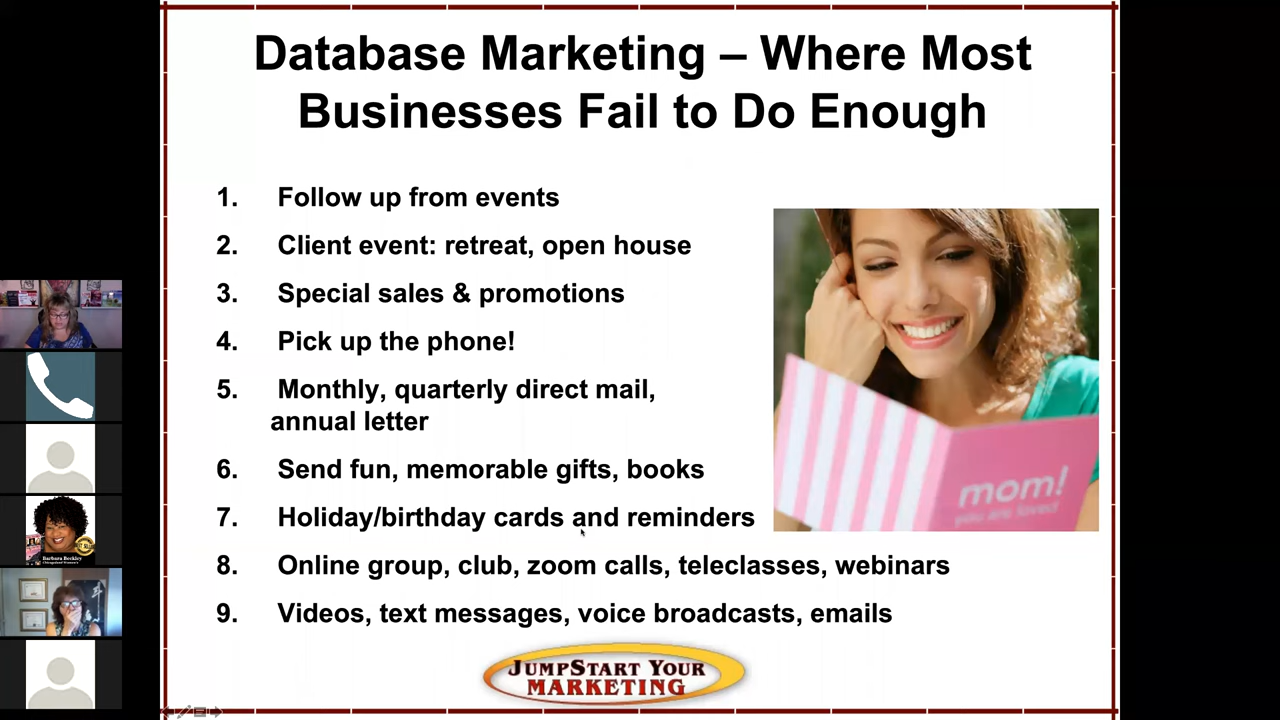 Database Marketing – Where Most
Businesses Fail to Do Enough
1. Follow up from events
2. Client event: retreat, open house
3. Special sales & promotions
4. Pick up the phone!
5. Monthly, quarterly direct mail,
annual letter
6. Send fun, memorable gifts, books
7. Holiday/birthday cards and reminders
8. Online group, club, zoom calls, teleclasses, webinars
9. Videos, text messages, voice broadcasts, emails
mom!
you are loved
JUMPSTART YOUR
MARKETING
Barbara Beckley